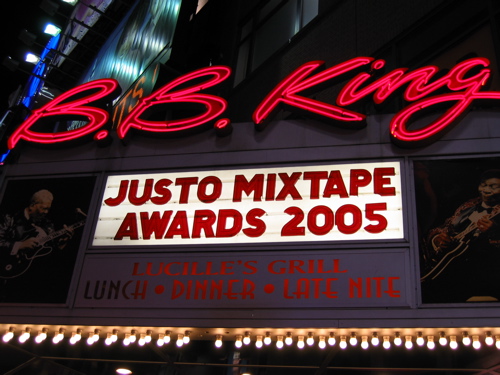 B.B. King
JUSTO MIXTAPE
AWARDS 2005
LUCILLE'S GRILL
LUNCH • DINNER • LATE NITE